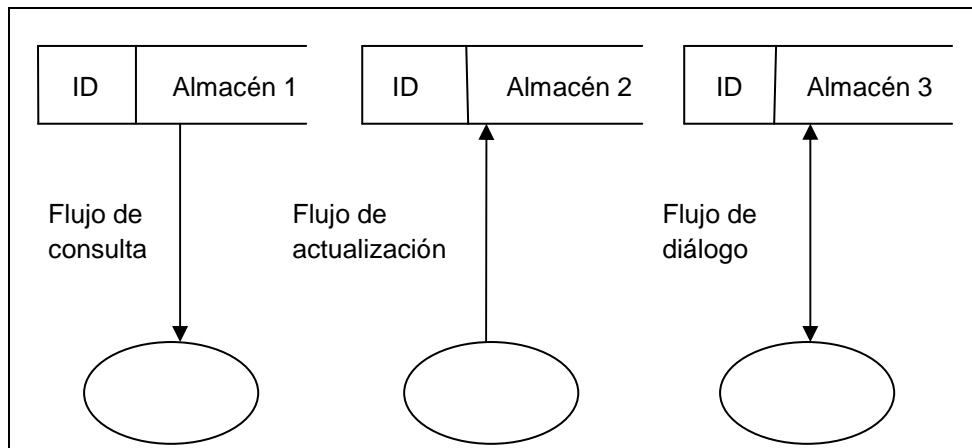 ID
Almacén 1
ID
Almacén 2
ID
Almacén 3
Flujo de
consulta
Flujo de
actualización
Flujo de
diálogo